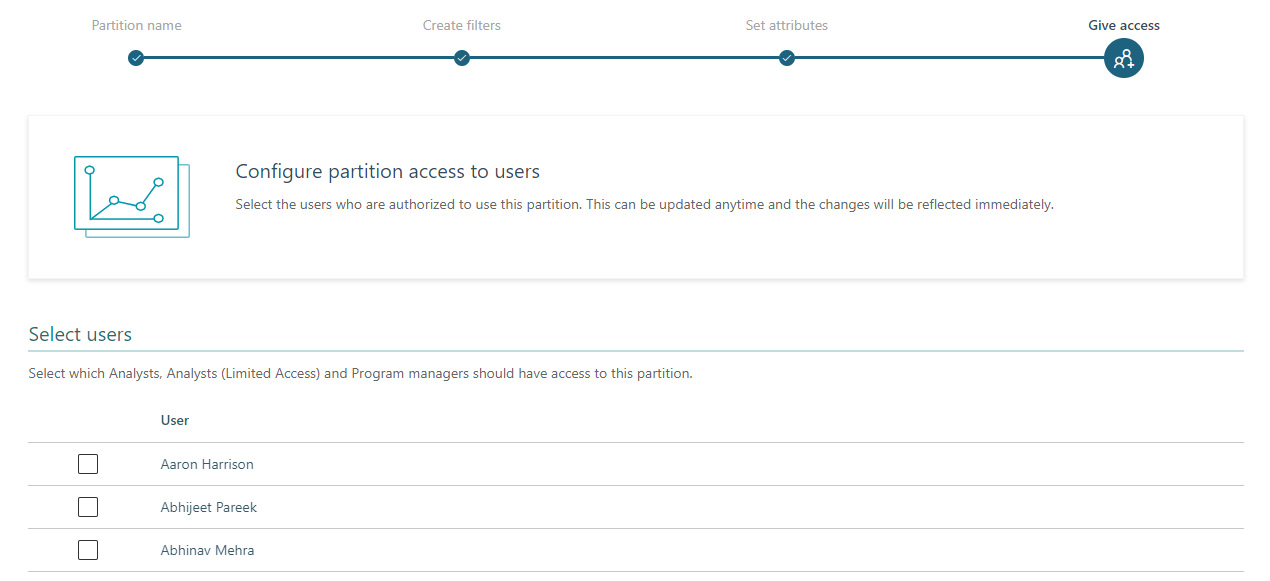 Partition name
Create filters
Set attributes
Give access
Configure partition access to users
Select the users who are authorized to use this partition. This can be updated anytime and the changes will be reflected immediately.
Select users
Select which Analysts, Analysts (Limited Access) and Program managers should have access to this partition.
User
Aaron Harrison
Abhijeet Pareek
Abhinav Mehra